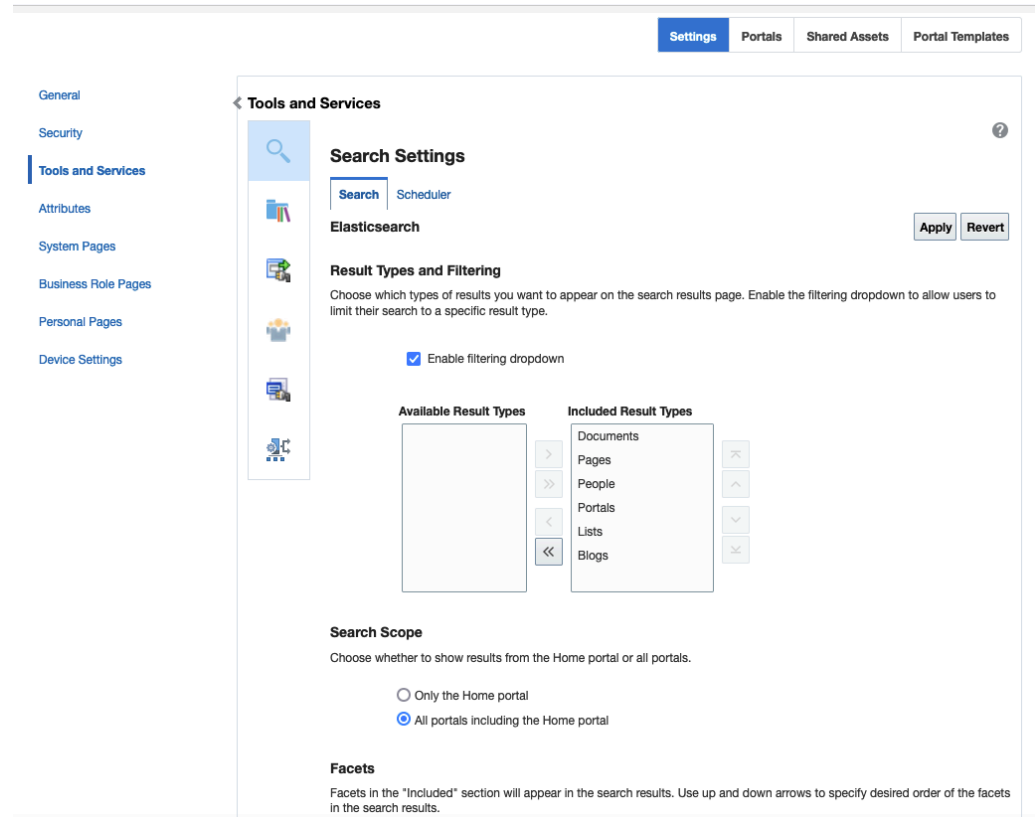 Settings
Portals
Shared Assets
Portal Templates
General
Security
Tools and Services
Attributes
System Pages
Business Role Pages
Personal Pages
Device Settings
Tools and Services
?
Search Settings
Search
Scheduler
Elasticsearch
Apply
Revert
Result Types and Filtering
Choose which types of results you want to appear on the search results page. Enable the filtering dropdown to allow users to
limit their search to a specific result type.
Enable filtering dropdown
Available Result Types
Included Result Types
Documents
Pages
People
Portals
Lists
Blogs
Search Scope
Choose whether to show results from the Home portal or all portals.
Only the Home portal
All portals including the Home portal
Facets
Facets in the "Included" section will appear in the search results. Use up and down arrows to specify desired order of the facets
in the search results.